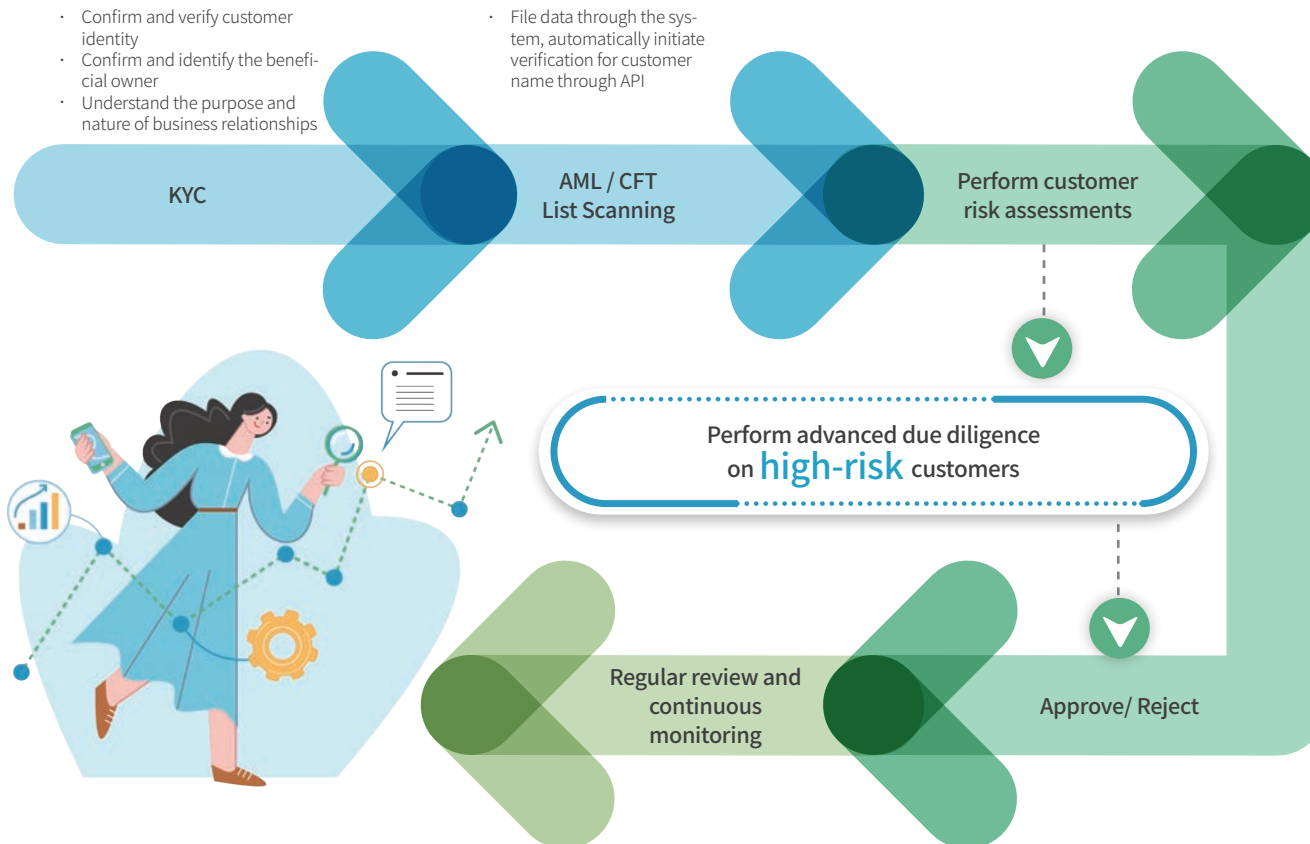 · Confirm and verify customer
identity
· Confirm and identify the benefi-
cial owner
· Understand the purpose and
nature of business relationships
· File data through the sys-
tem, automatically initiate
verification for customer
name through API
KYC
AML / CFT
List Scanning
Perform customer
risk assessments
Perform advanced due diligence
on high-risk customers
Approve/ Reject
Regular review and
continuous
monitoring